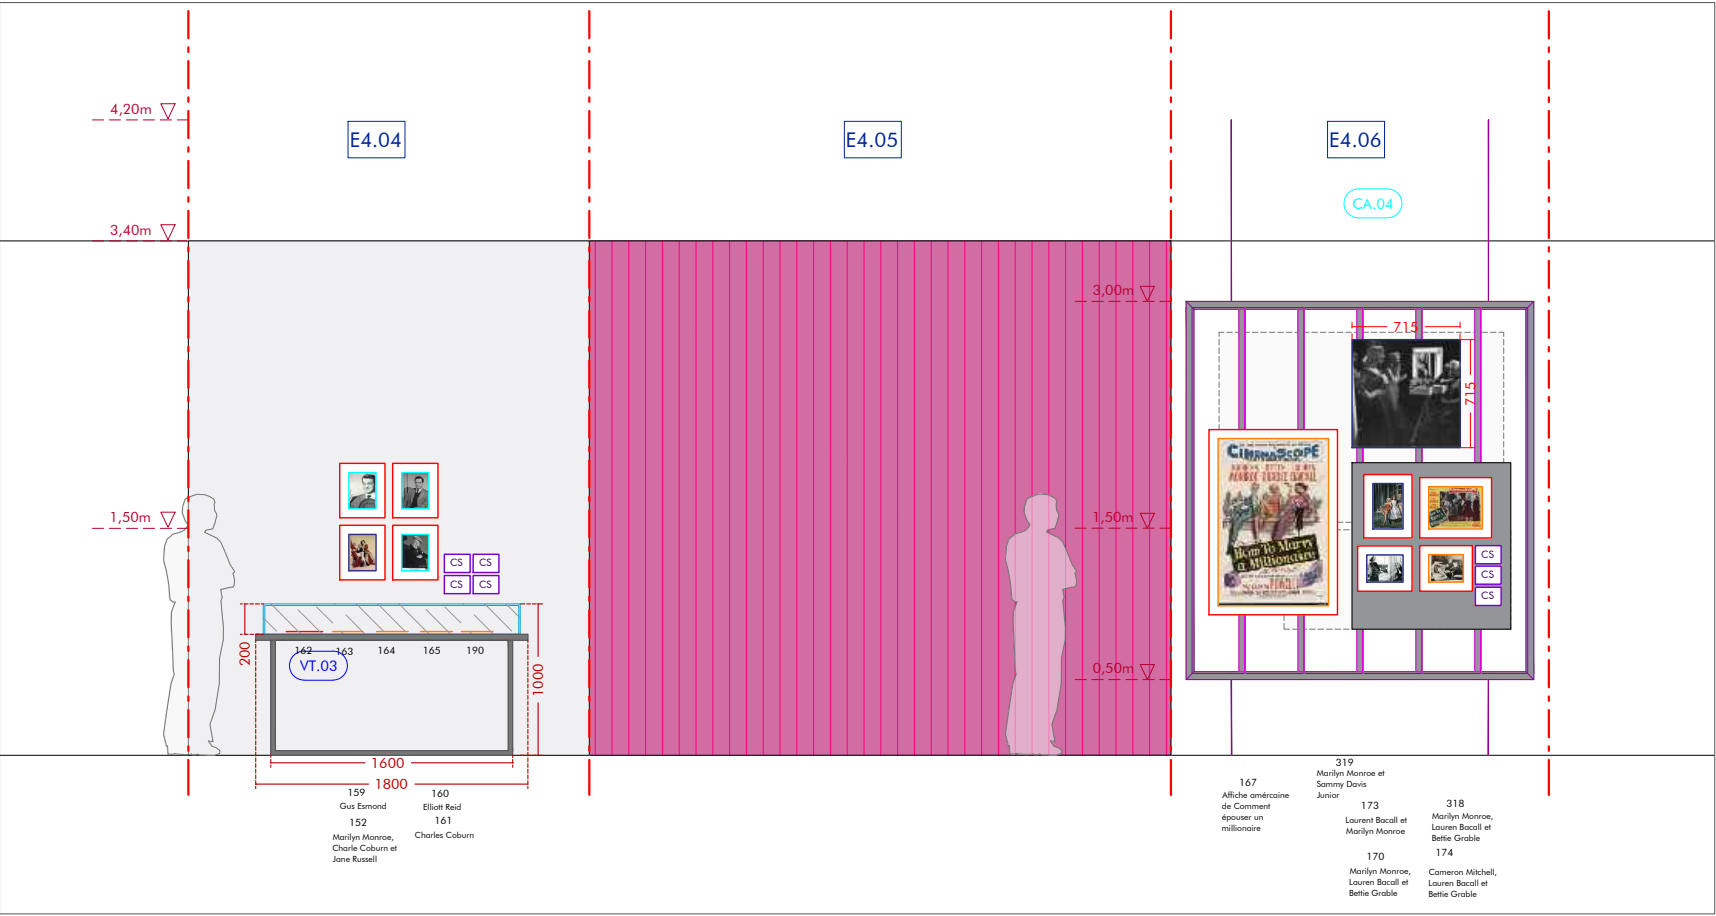 4,20m
E4.04
E4.05
E4.06
CA.04
3,40m
3,00m
715
715
CINEMASCOPE
MONROE GRABLE BACALL
How To Marry
a Millionaire
1,50m
1,50m
CS CS
CS CS
CS
CS
CS
200
162 163 164 165 190
VT.03
1000
0,50m
1600
1800
159
Gus Esmond
160
Elliott Reid
152
Marilyn Monroe,
Charle Coburn et
Jane Russell
161
Charles Coburn
167
Affiche amércaine
de Comment
épouser un
millionaire
319
Marilyn Monroe et
Sammy Davis
Junior
173
Laurent Bacall et
Marilyn Monroe
318
Marilyn Monroe,
Lauren Bacall et
Bettie Grable
170
Marilyn Monroe,
Lauren Bacall et
Bettie Grable
174
Cameron Mitchell,
Lauren Bacall et
Bettie Grable